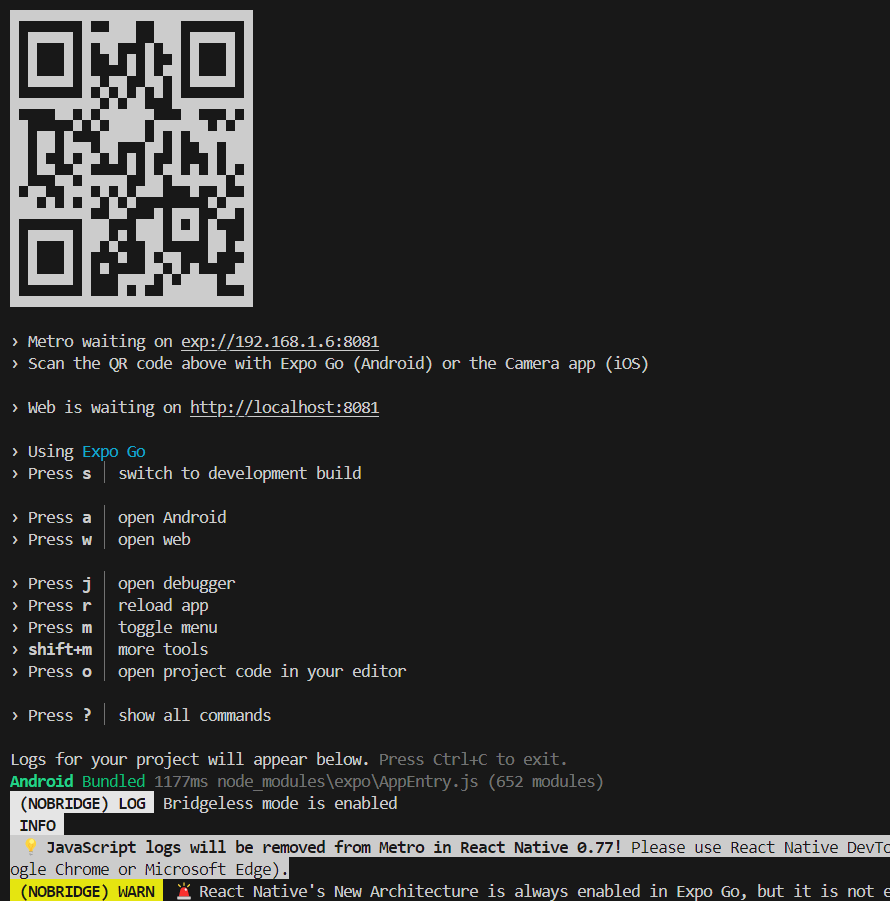 › Metro waiting on exp://192.168.1.6:8081
› Scan the QR code above with Expo Go (Android) or the Camera app (iOS)
› Web is waiting on http://localhost:8081
› Using Expo Go
› Press s │ switch to development build
› Press a │ open Android
› Press w │ open web
› Press j │ open debugger
› Press r │ reload app
› Press m │ toggle menu
› shift+m │ more tools
› Press o │ open project code in your editor
› Press ? │ show all commands
Logs for your project will appear below. Press Ctrl+C to exit.
Android Bundled 1177ms node_modules\expo\AppEntry.js (652 modules)
(NOBRIDGE) LOG Bridgeless mode is enabled
INFO
💡 JavaScript logs will be removed from Metro in React Native 0.77! Please use React Native DevTo
ogle Chrome or Microsoft Edge).
(NOBRIDGE) WARN 🚨 React Native's New Architecture is always enabled in Expo Go, but it is not e